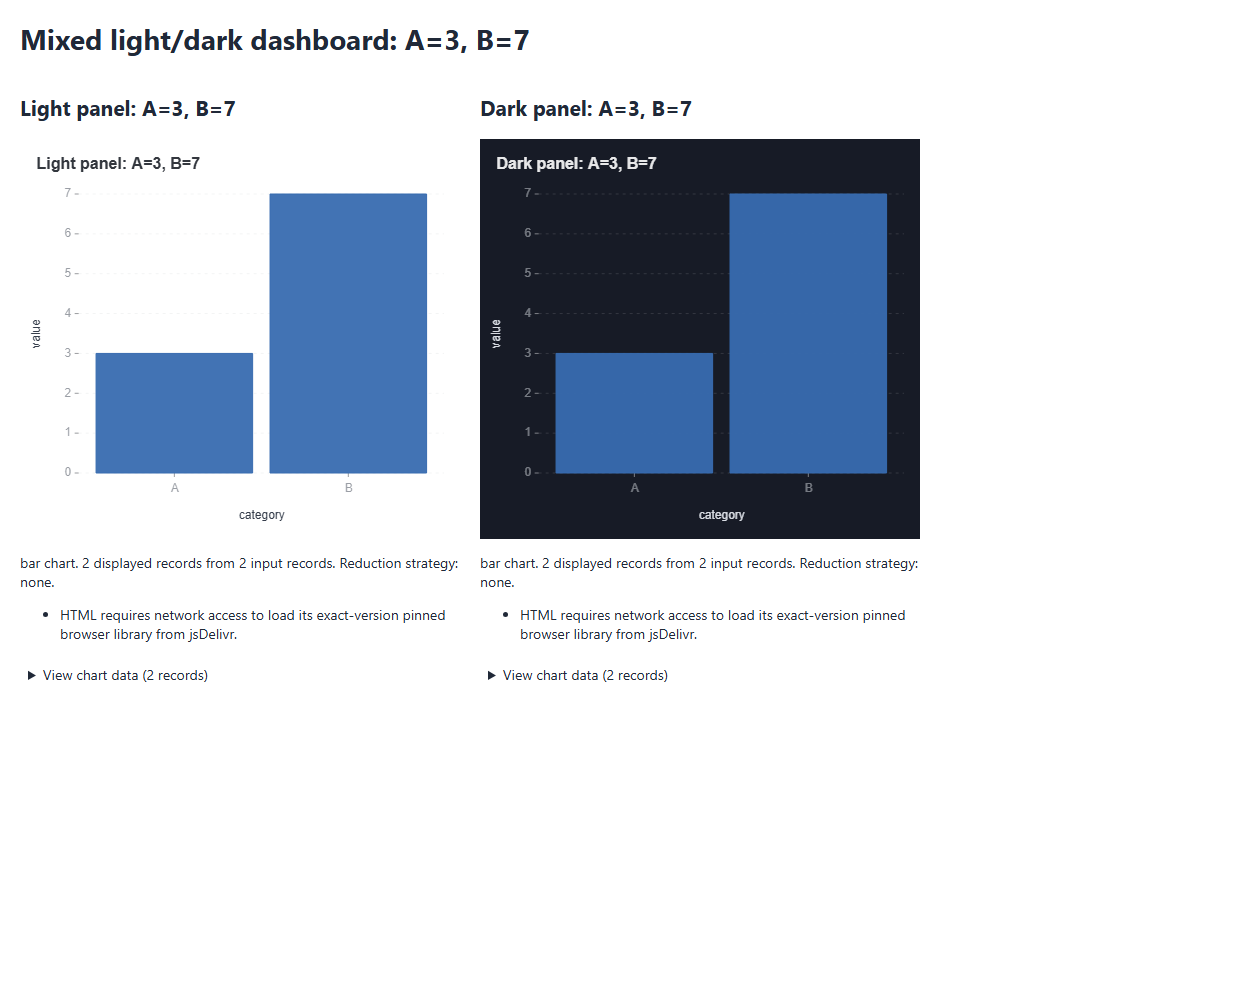 Mixed light/dark dashboard: A=3, B=7
Light panel: A=3, B=7
Light panel: A=3, B=7
7
6
5
4
3
2
1
0
value
A B
category
bar chart. 2 displayed records from 2 input records. Reduction strategy:
none.
• HTML requires network access to load its exact-version pinned
browser library from jsDelivr.
▶ View chart data (2 records)
Dark panel: A=3, B=7
Dark panel: A=3, B=7
7
6
5
4
3
2
1
0
value
A B
category
bar chart. 2 displayed records from 2 input records. Reduction strategy:
none.
• HTML requires network access to load its exact-version pinned
browser library from jsDelivr.
▶ View chart data (2 records)